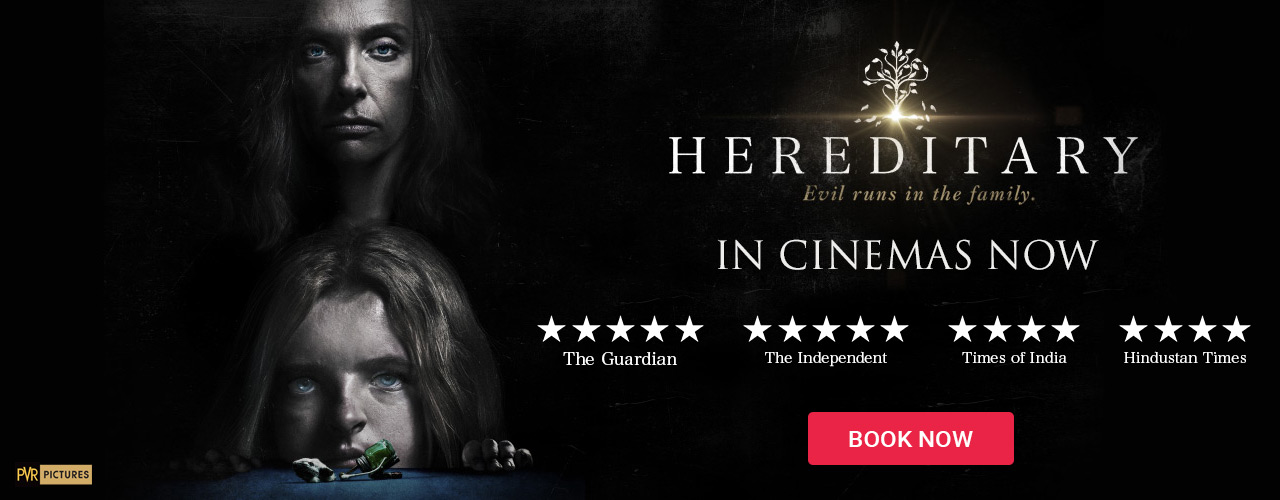 HEREDITARY
Evil runs in the family.
IN CINEMAS NOW
★★★★★ ★★★★★ ★★★★ ★★★★
The Guardian The Independent Times of India Hindustan Times
BOOK NOW
PVR PICTURES